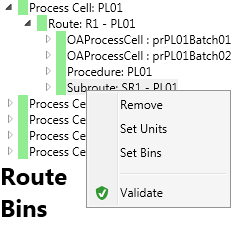 Process Cell: PL01
Route: R1 - PL01
OAProcessCell : prPL01Batch01
OAProcessCell : prPL01Batch02
Procedure: PL01
Subroute: SR1 - PL01
Process Ce
Process Ce
Process Ce
Process Ce
Remove
Set Units
Set Bins
Validate
Route
Bins